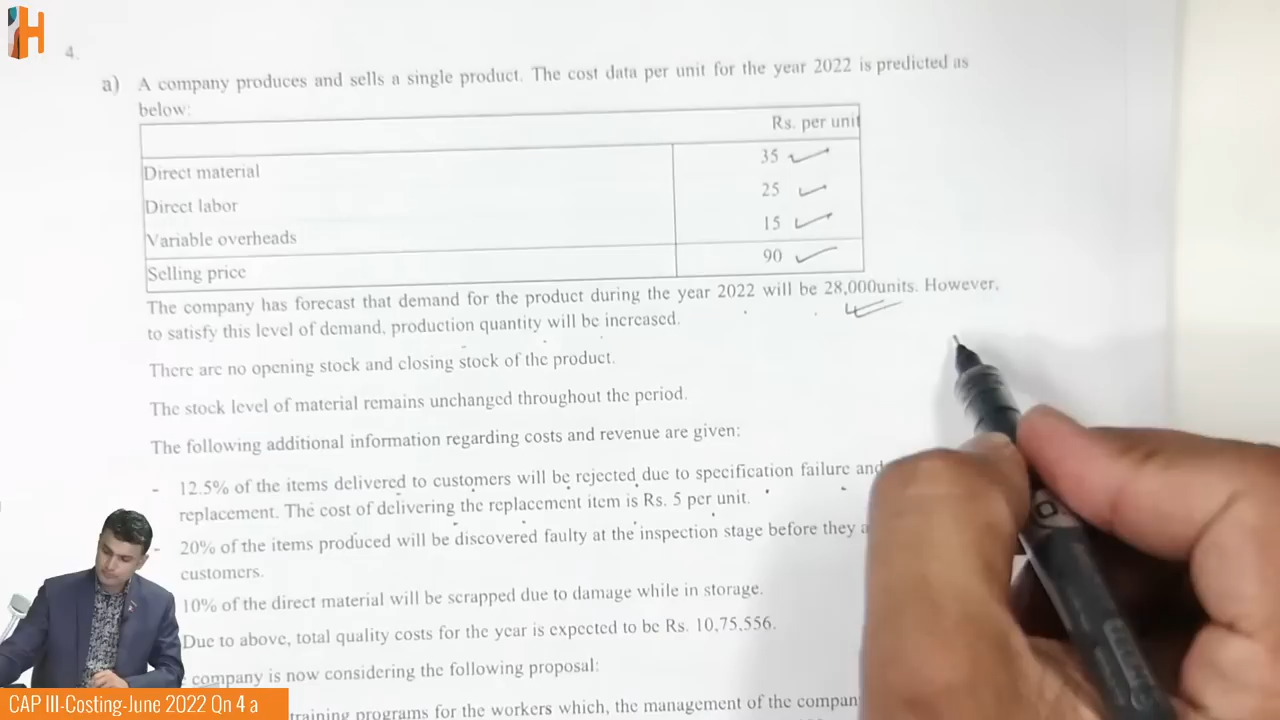 H
4.
a) A company produces and sells a single product. The cost data per unit for the year 2022 is predicted as
below:
Rs. per unit
Direct material 35
Direct labor 25
Variable overheads 15
Selling price 90
The company has forecast that demand for the product during the year 2022 will be 28,000units. However,
to satisfy this level of demand, production quantity will be increased.
There are no opening stock and closing stock of the product.
The stock level of material remains unchanged throughout the period.
The following additional information regarding costs and revenue are given:
- 12.5% of the items delivered to customers will be rejected due to specification failure and
replacement. The cost of delivering the replacement item is Rs. 5 per unit.
- 20% of the items produced will be discovered faulty at the inspection stage before they
customers.
10% of the direct material will be scrapped due to damage while in storage.
Due to above, total quality costs for the year is expected to be Rs. 10,75,556.
company is now considering the following proposal:
training programs for the workers which, the management of the company
CAP III-Costing-June 2022 Qn 4 a